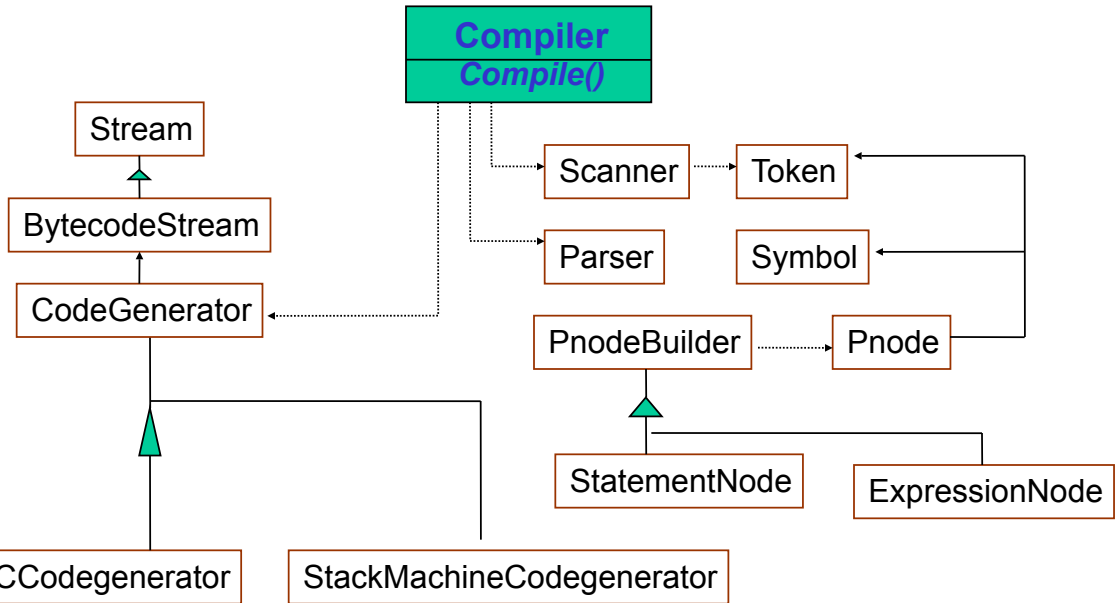 Compiler
Compile()
Stream
Scanner
Token
BytecodeStream
Parser
Symbol
CodeGenerator
PnodeBuilder
Pnode
StatementNode
ExpressionNode
CCodegenerator
StackMachineCodegenerator